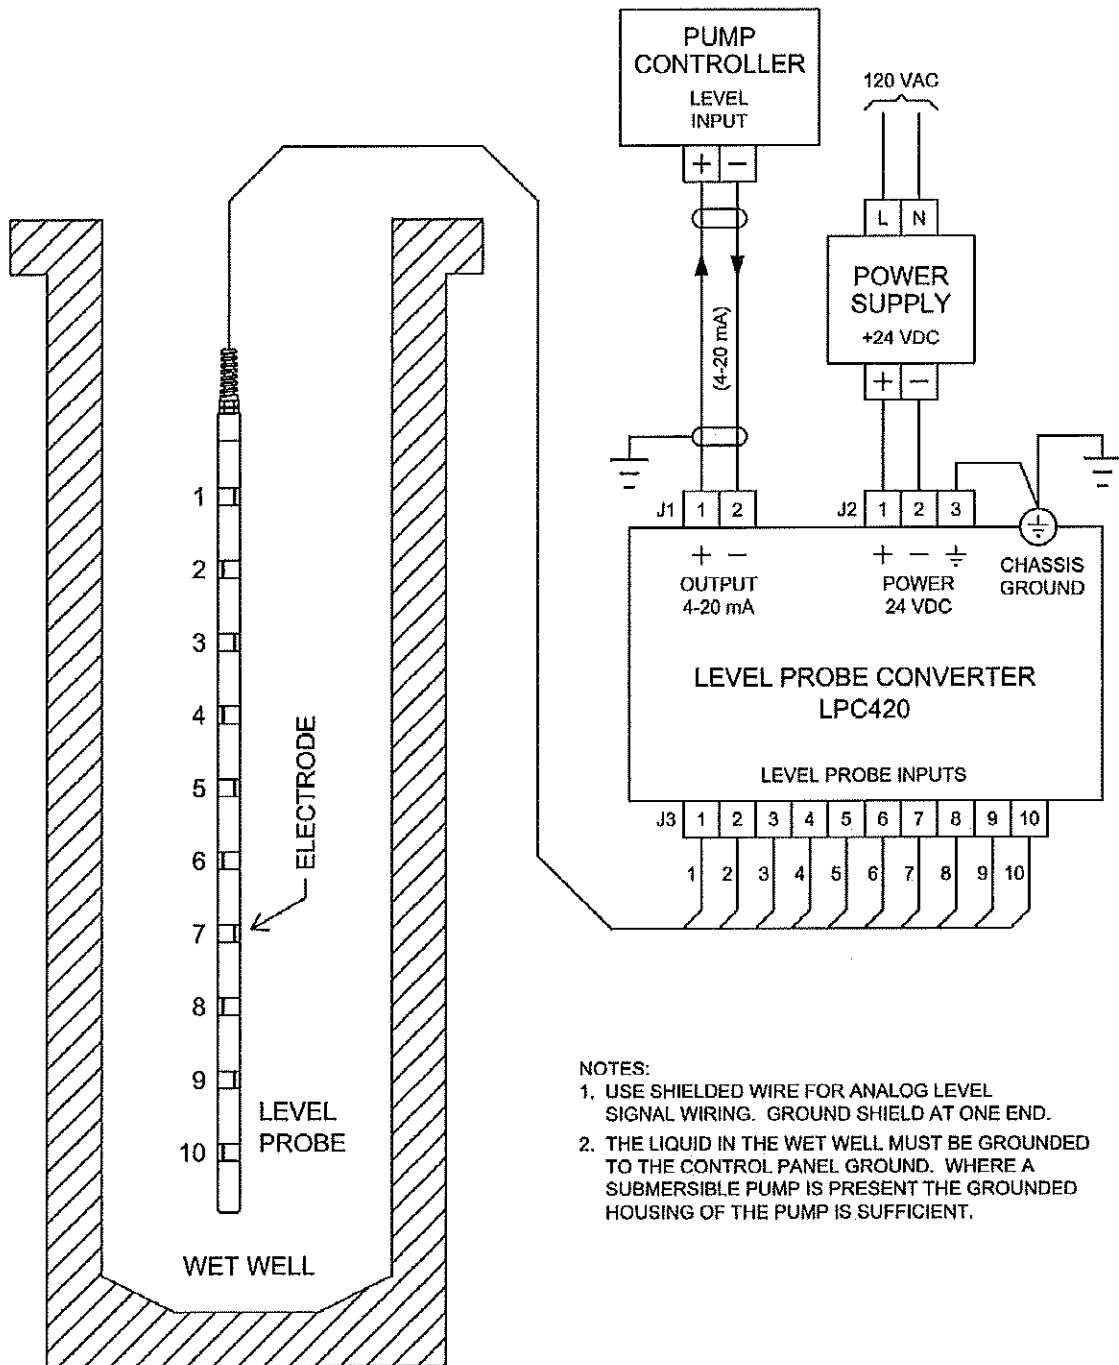 PUMP
CONTROLLER
LEVEL
INPUT
+ −
120 VAC
L N
POWER
SUPPLY
+24 VDC
+ −
(4-20 mA)
J1 1 2
J2 1 2 3
+ −
OUTPUT
4-20 mA
+ −
POWER
24 VDC
CHASSIS
GROUND
LEVEL PROBE CONVERTER
LPC420
LEVEL PROBE INPUTS
J3 1 2 3 4 5 6 7 8 9 10
1 2 3 4 5 6 7 8 9 10
1
2
3
4
5
6
7
8
9
10
ELECTRODE
LEVEL
PROBE
WET WELL
NOTES:
1. USE SHIELDED WIRE FOR ANALOG LEVEL
SIGNAL WIRING. GROUND SHIELD AT ONE END.
2. THE LIQUID IN THE WET WELL MUST BE GROUNDED
TO THE CONTROL PANEL GROUND. WHERE A
SUBMERSIBLE PUMP IS PRESENT THE GROUNDED
HOUSING OF THE PUMP IS SUFFICIENT.